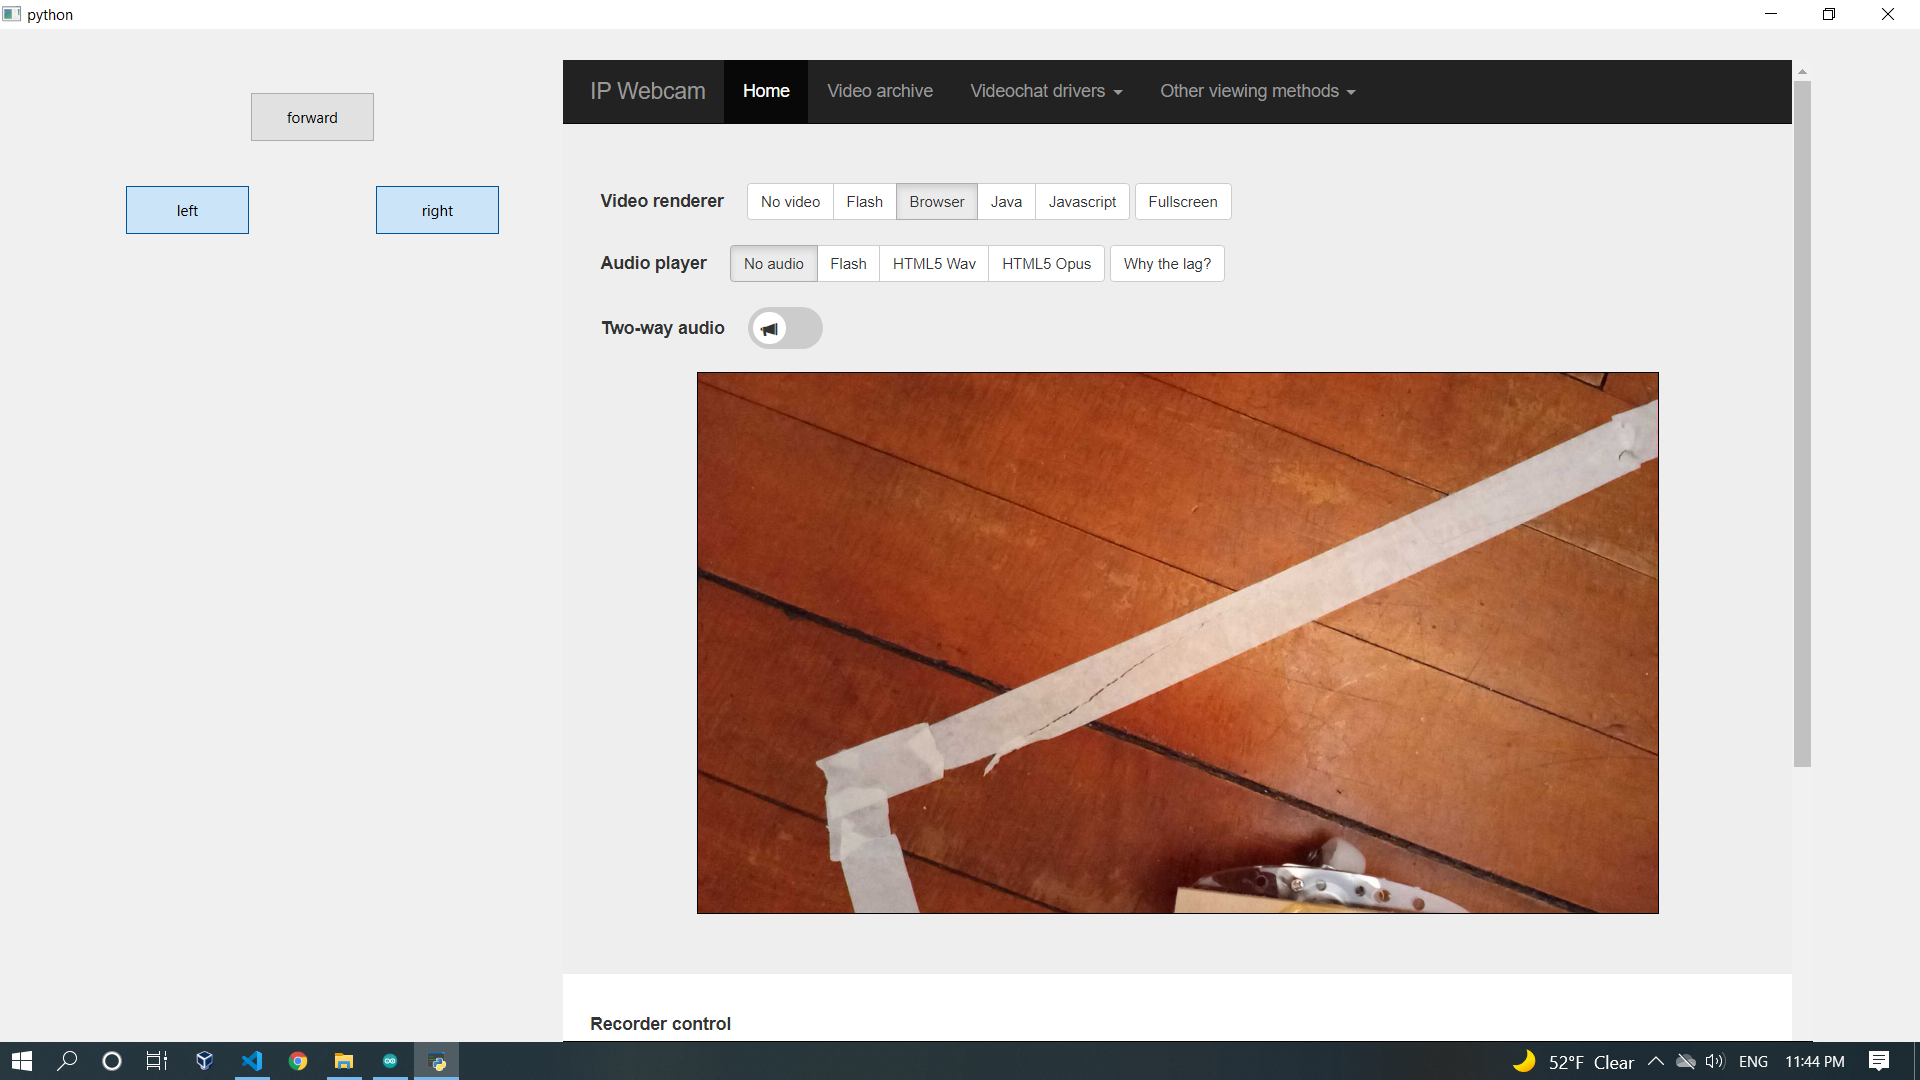 python
forward
left
right
IP Webcam Home Video archive Videochat drivers Other viewing methods
Video renderer No video Flash Browser Java Javascript Fullscreen
Audio player No audio Flash HTML5 Wav HTML5 Opus Why the lag?
Two-way audio
Recorder control
52°F Clear ENG 11:44 PM